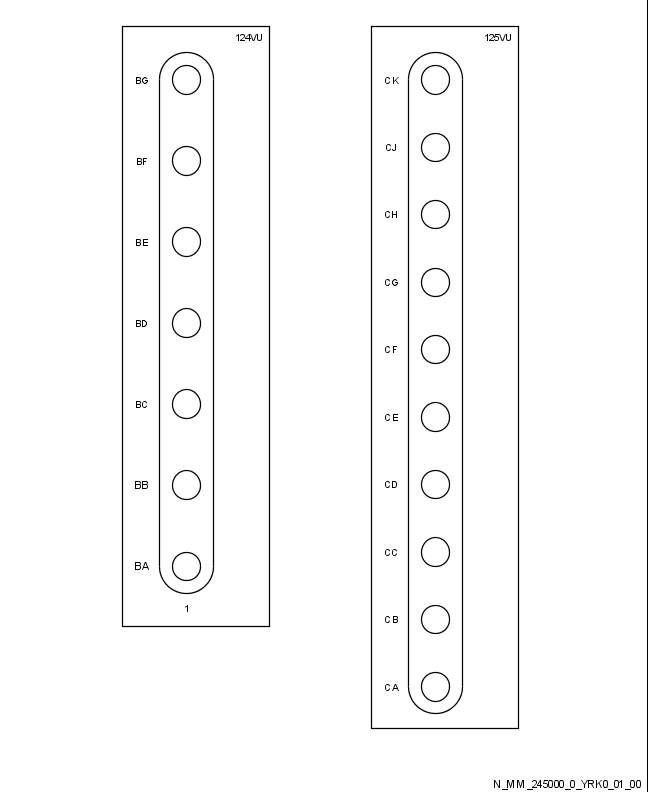 124VU
BG
BF
BE
BD
BC
BB
BA
1
125VU
CK
CJ
CH
CG
CF
CE
CD
CC
CB
CA
N_MM_245000_0_YRK0_01_00